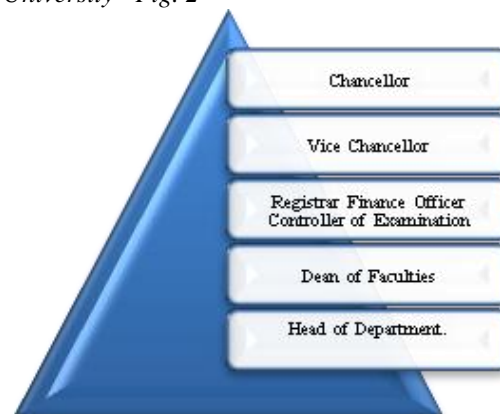 University - Fig. 2
Chancellor
Vice Chancellor
Registrar Finance Officer
Controller of Examination
Dean of Faculties
Head of Department.